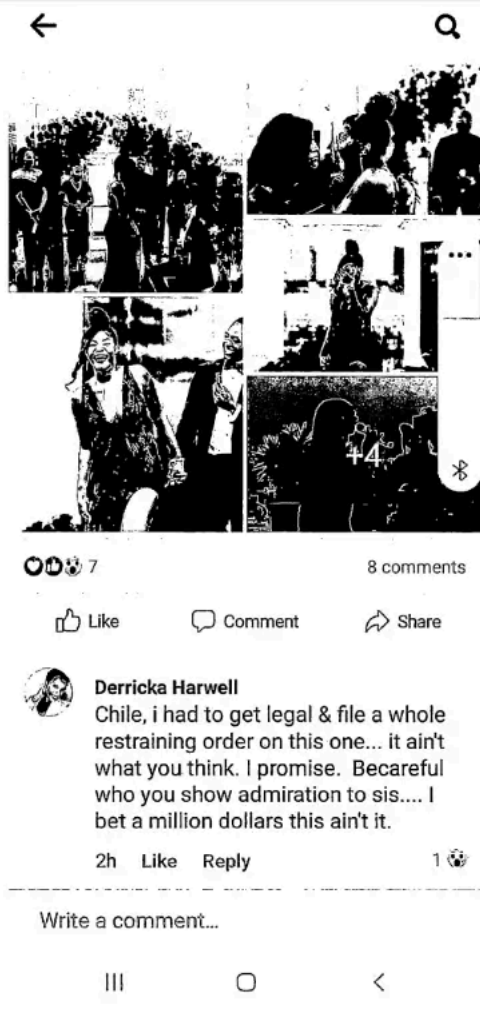 +4
7
8 comments
Like Comment Share
Derricka Harwell
Chile, i had to get legal & file a whole
restraining order on this one... it ain't
what you think. I promise.  Becareful
who you show admiration to sis.... I
bet a million dollars this ain't it.
2h Like Reply 1
Write a comment...